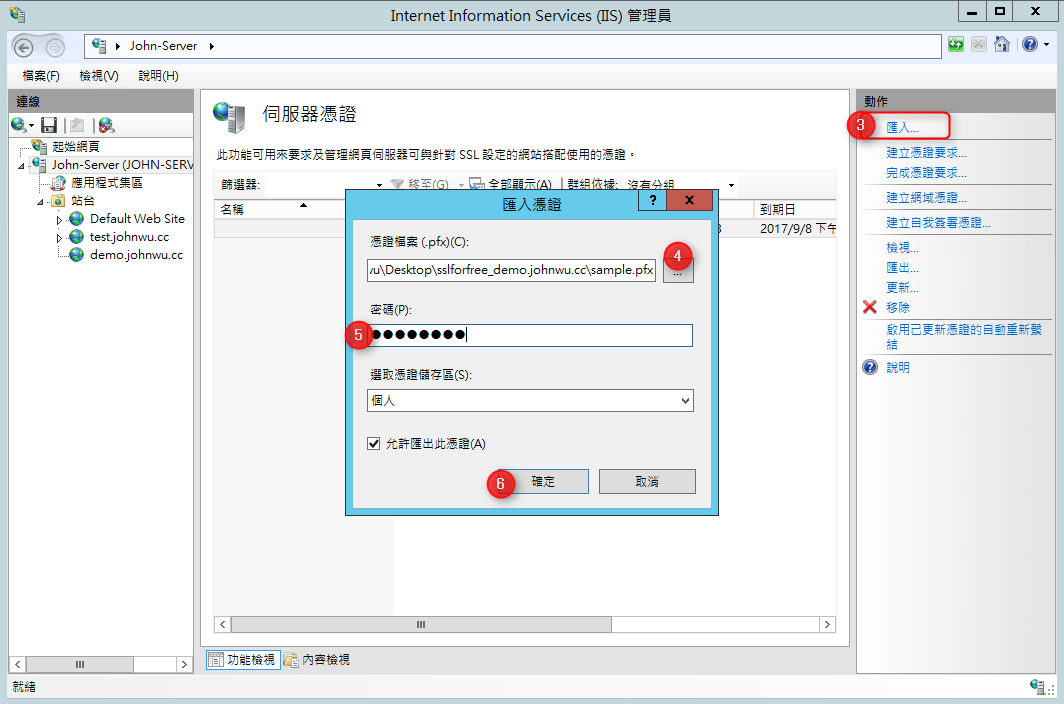 Internet Information Services (IIS) 管理員
John-Server
檔案(F) 檢視(V) 說明(H)
連線
起始網頁
John-Server (JOHN-SERV
應用程式集區
站台
Default Web Site
test.johnwu.cc
demo.johnwu.cc
伺服器憑證
此功能可用來要求及管理網頁伺服器可與針對 SSL 設定的網站搭配使用的憑證。
篩選器: 移至(G) 全部顯示(A) 群組依據: 沒有分組
名稱 到期日
3 2017/9/8 下午
匯入憑證
? x
憑證檔案 (.pfx)(C):
vu\Desktop\sslforfree_demo.johnwu.cc\sample.pfx
4
...
密碼(P):
5
選取憑證儲存區(S):
個人
允許匯出此憑證(A)
6
確定 取消
功能檢視 內容檢視
動作
3
匯入...
建立憑證要求...
完成憑證要求...
建立網域憑證...
建立自我簽署憑證...
檢視...
匯出...
更新...
移除
啟用已更新憑證的自動重新繫
結
說明
就緒